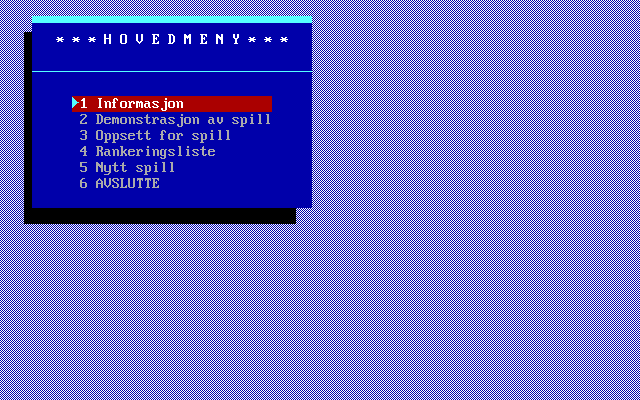 * * * H O V E D M E N Y * * *
1 Informasjon
2 Demonstrasjon av spill
3 Oppsett for spill
4 Rankeringsliste
5 Nytt spill
6 AVSLUTTE